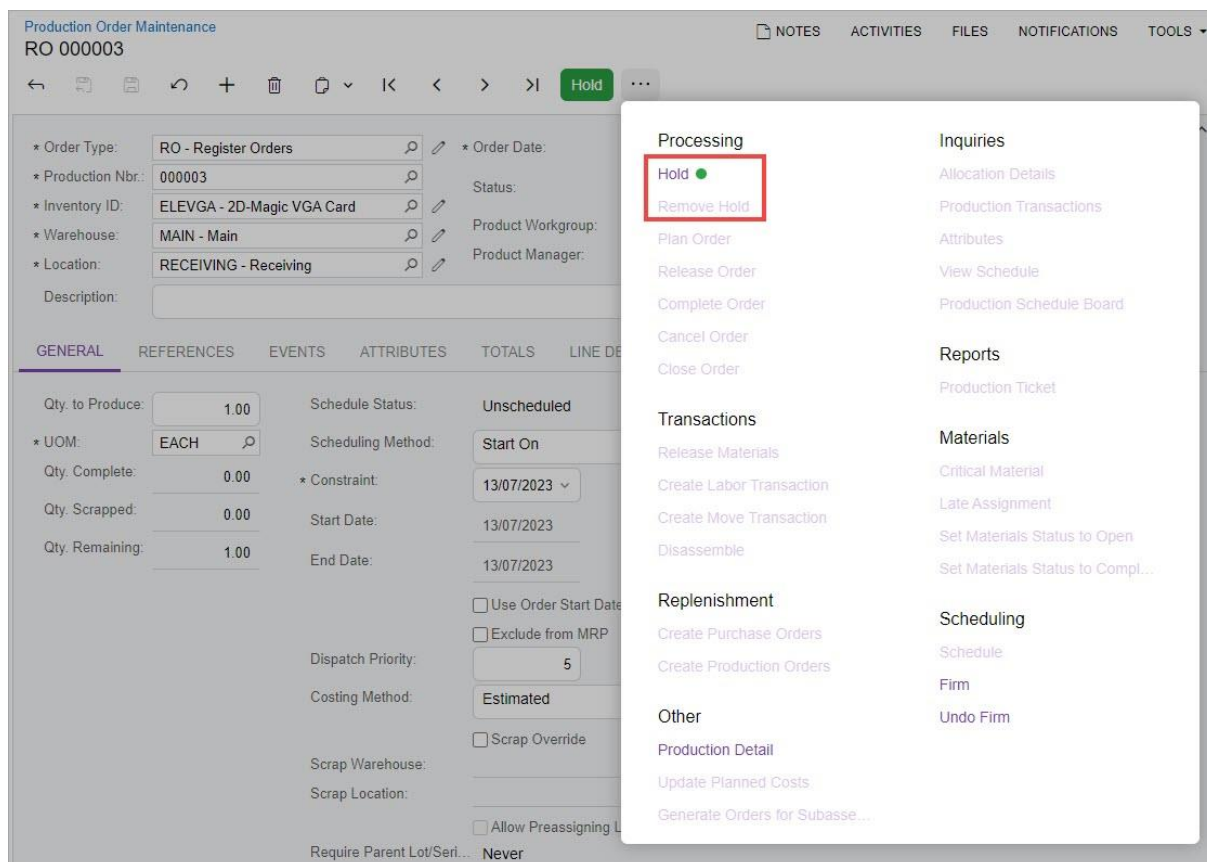 Production Order Maintenance
RO 000003
NOTES ACTIVITIES FILES NOTIFICATIONS TOOLS
Hold
* Order Type: RO - Register Orders
* Production Nbr.: 000003
* Inventory ID: ELEVGA - 2D-Magic VGA Card
* Warehouse: MAIN - Main
* Location: RECEIVING - Receiving
Description:
* Order Date:
Status:
Product Workgroup:
Product Manager:
GENERAL REFERENCES EVENTS ATTRIBUTES TOTALS LINE DE
Qty. to Produce: 1.00
* UOM: EACH
Qty. Complete: 0.00
Qty. Scrapped: 0.00
Qty. Remaining: 1.00
Schedule Status: Unscheduled
Scheduling Method: Start On
* Constraint: 13/07/2023
Start Date: 13/07/2023
End Date: 13/07/2023
Use Order Start Date
Exclude from MRP
Dispatch Priority: 5
Costing Method: Estimated
Scrap Override
Scrap Warehouse:
Scrap Location:
Allow Preassigning L
Require Parent Lot/Seri... Never
Processing
Hold
Remove Hold
Plan Order
Release Order
Complete Order
Cancel Order
Close Order
Transactions
Release Materials
Create Labor Transaction
Create Move Transaction
Disassemble
Replenishment
Create Purchase Orders
Create Production Orders
Other
Production Detail
Update Planned Costs
Generate Orders for Subasse...
Inquiries
Allocation Details
Production Transactions
Attributes
View Schedule
Production Schedule Board
Reports
Production Ticket
Materials
Critical Material
Late Assignment
Set Materials Status to Open
Set Materials Status to Compl...
Scheduling
Schedule
Firm
Undo Firm